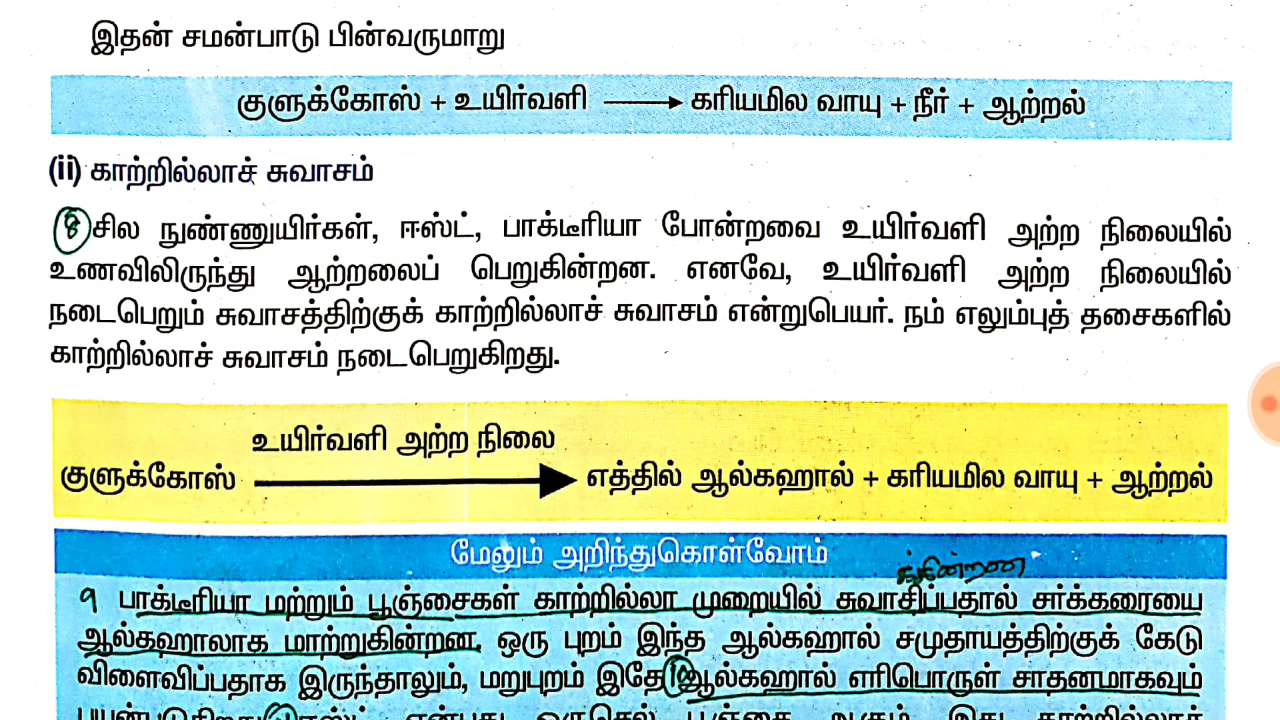 இதன் சமன்பாடு பின்வருமாறு
குளுக்கோஸ் + உயிர்வளி ⟶ கரியமில வாயு + நீர் + ஆற்றல்
(ii) காற்றில்லாச் சுவாசம்
8 சில நுண்ணுயிர்கள், ஈஸ்ட், பாக்டீரியா போன்றவை உயிர்வளி அற்ற நிலையில்
உணவிலிருந்து ஆற்றலைப் பெறுகின்றன. எனவே, உயிர்வளி அற்ற நிலையில்
நடைபெறும் சுவாசத்திற்குக் காற்றில்லாச் சுவாசம் என்றுபெயர். நம் எலும்புத் தசைகளில்
காற்றில்லாச் சுவாசம் நடைபெறுகிறது.
உயிர்வளி அற்ற நிலை
குளுக்கோஸ் ⟶ எத்தில் ஆல்கஹால் + கரியமில வாயு + ஆற்றல்
மேலும் அறிந்துகொள்வோம்
9 பாக்டீரியா மற்றும் பூஞ்சைகள் காற்றில்லா முறையில் சுவாசிப்பதால் சர்க்கரையை
ஆல்கஹாலாக மாற்றுகின்றன. ஒரு புறம் இந்த ஆல்கஹால் சமுதாயத்திற்குக் கேடு
விளைவிப்பதாக இருந்தாலும், மறுபுறம் இதே 10 ஆல்கஹால் எரிபொருள் சாதனமாகவும்